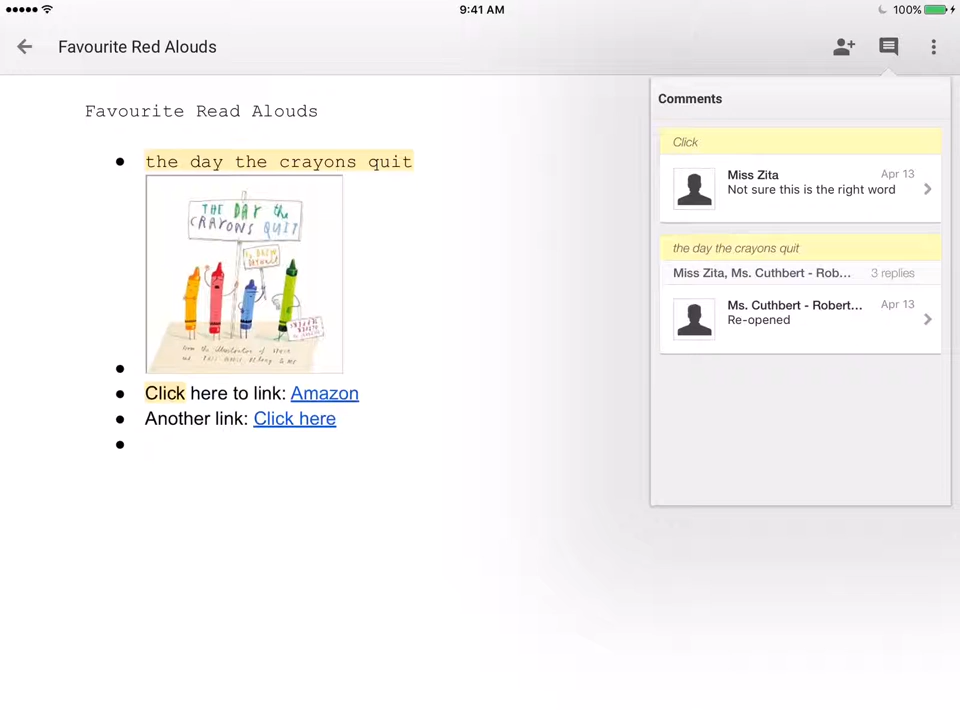 9:41 AM
100%
Favourite Red Alouds
Favourite Read Alouds
the day the crayons quit
THE DAY the
CRAYONS QUIT
Click here to link: Amazon
Another link: Click here
Comments
Click
Miss Zita
Apr 13
Not sure this is the right word
the day the crayons quit
Miss Zita, Ms. Cuthbert - Rob... 3 replies
Ms. Cuthbert - Robert...
Apr 13
Re-opened